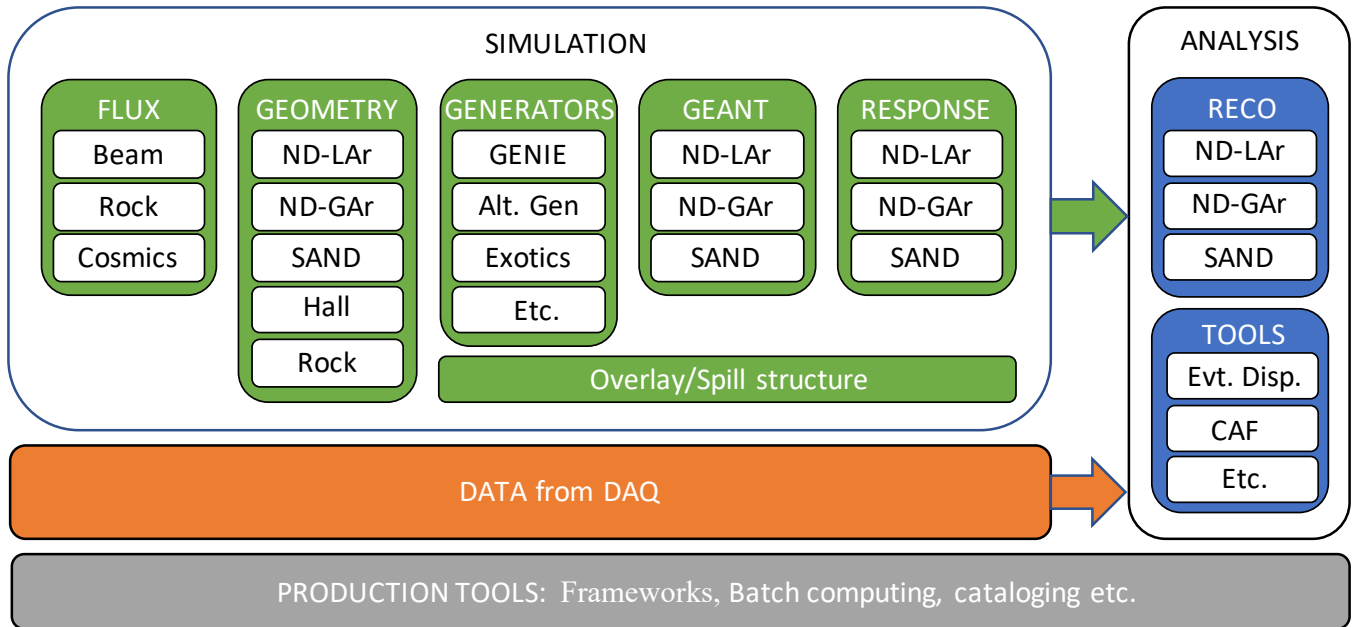 SIMULATION
FLUX
Beam
Rock
Cosmics
GEOMETRY
ND-LAr
ND-GAr
SAND
Hall
Rock
GENERATORS
GENIE
Alt. Gen
Exotics
Etc.
GEANT
ND-LAr
ND-GAr
SAND
RESPONSE
ND-LAr
ND-GAr
SAND
Overlay/Spill structure
ANALYSIS
RECO
ND-LAr
ND-GAr
SAND
TOOLS
Evt. Disp.
CAF
Etc.
DATA from DAQ
PRODUCTION TOOLS: Frameworks, Batch computing, cataloging etc.